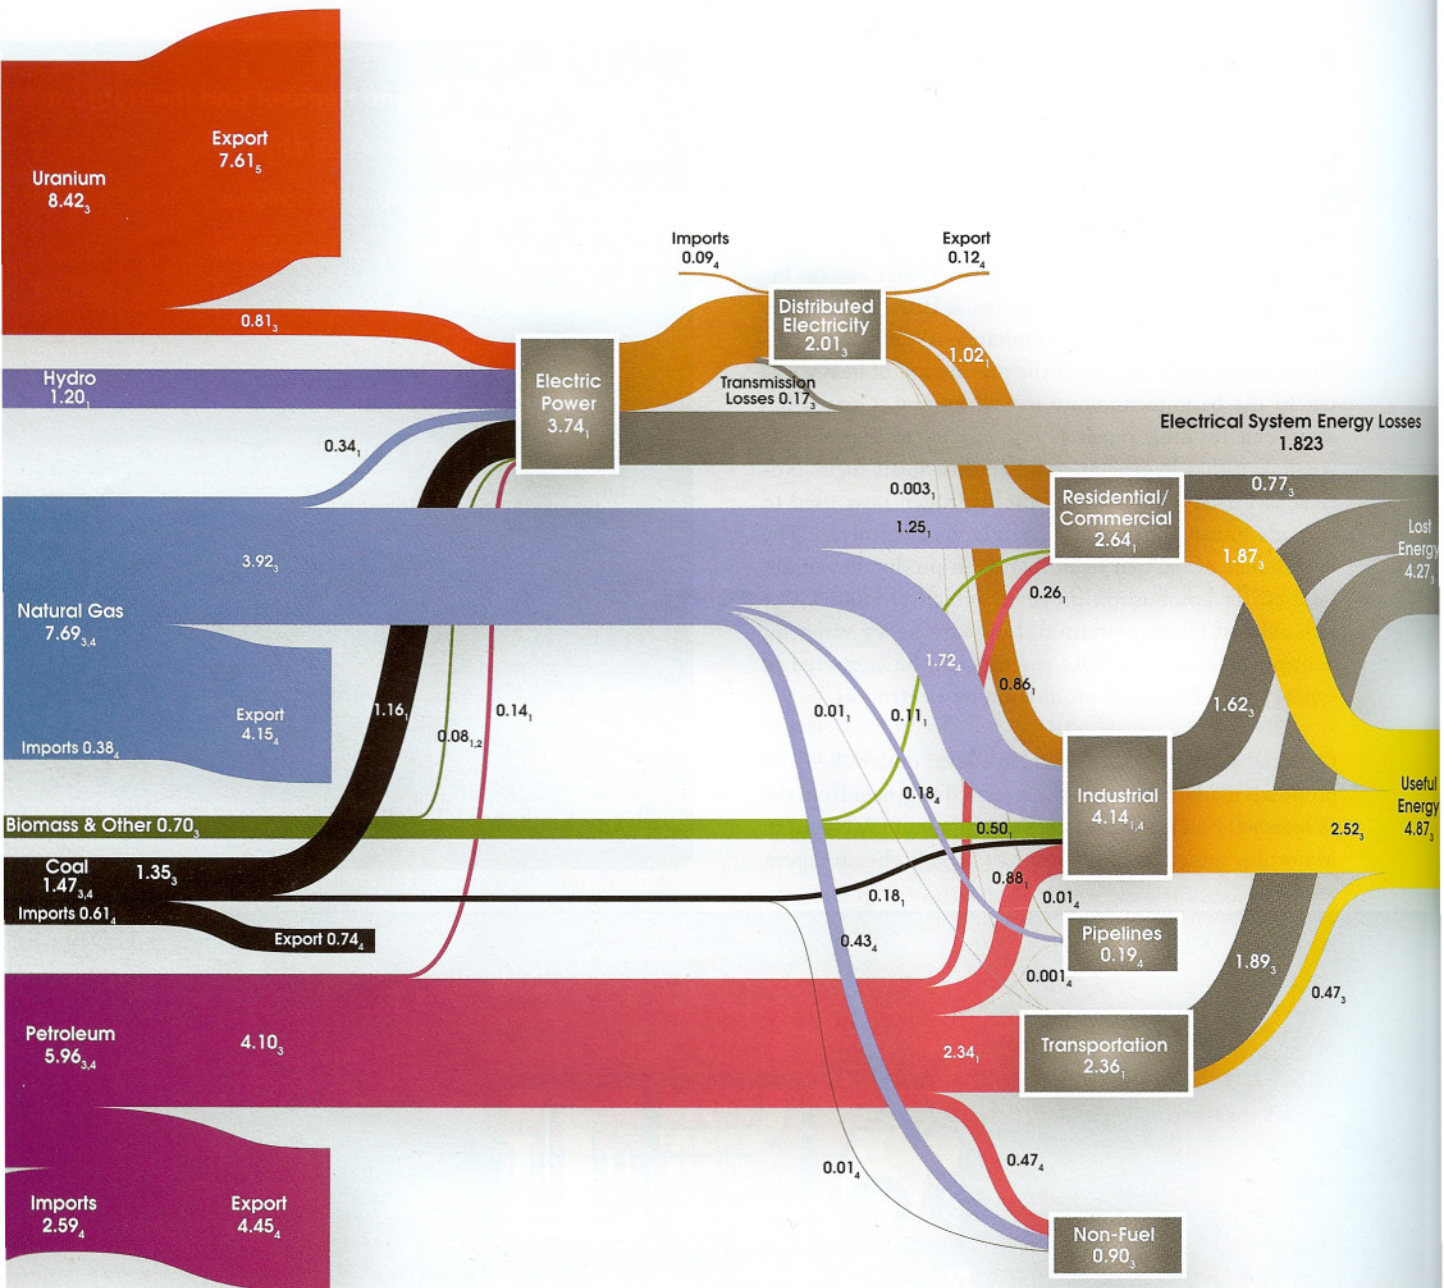 Export
7.61₅
Uranium
8.42₃
0.81₃
Imports
0.09₄
Export
0.12₄
Distributed
Electricity
2.01₃
1.02₁
Hydro
1.20₁
Electric
Power
3.74₁
Transmission
Losses 0.17₃
Electrical System Energy Losses
1.823
0.34₁
0.003₁
Residential/
Commercial
2.64₁
0.77₃
1.25₁
Lost
Energy
4.27₃
3.92₃
1.87₃
0.26₁
Natural Gas
7.69₃,₄
1.72₄
0.86₁
1.62₃
Export
4.15₄
Imports 0.38₄
1.16₁
0.08₁,₂
0.14₁
0.01₁
0.11₁
0.18₄
Industrial
4.14₁,₄
Useful
Energy
4.87₃
Biomass & Other 0.70₃
0.50₁
2.52₃
Coal
1.47₃,₄
1.35₃
Imports 0.61₄
Export 0.74₄
0.18₁
0.88₁
0.01₄
0.43₄
Pipelines
0.19₄
1.89₃
0.001₄
0.47₃
Petroleum
5.96₃,₄
4.10₃
2.34₁
Transportation
2.36₁
0.01₄
0.47₄
Imports
2.59₄
Export
4.45₄
Non-Fuel
0.90₃